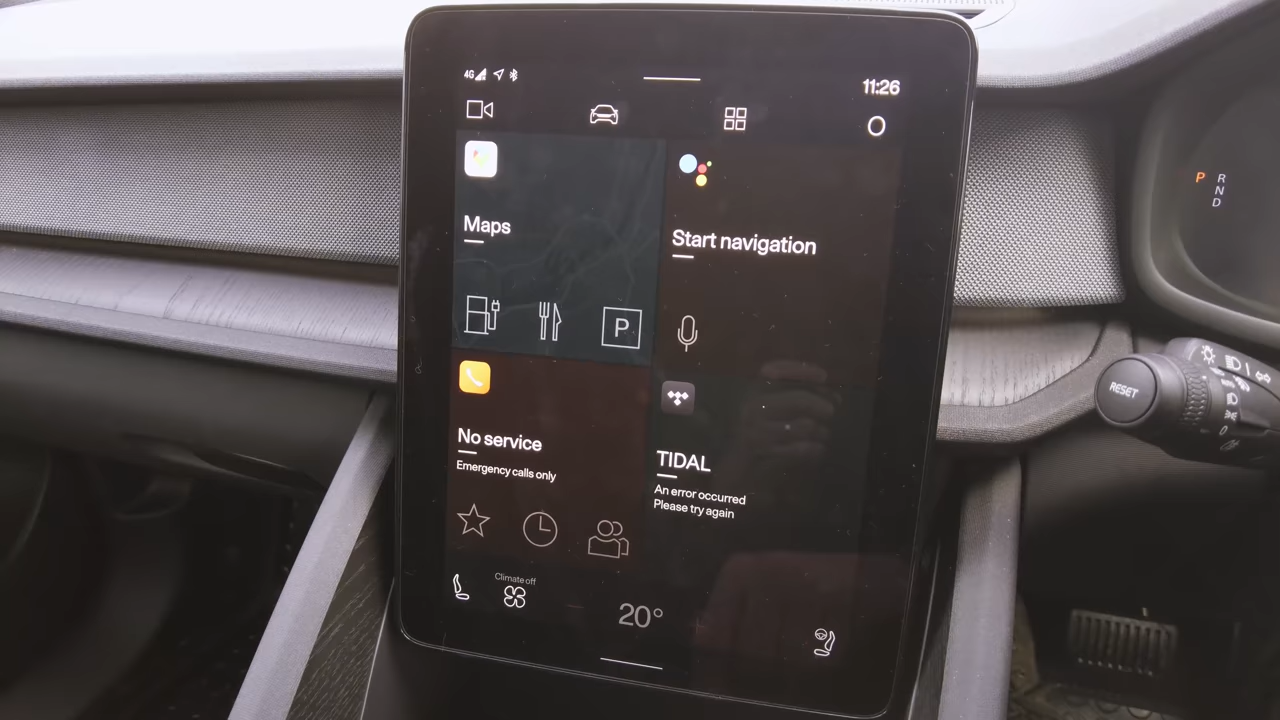 4G
11:26
Maps
Start navigation
P
No service
Emergency calls only
TIDAL
An error occurred
Please try again
Climate off
20°
P
R
N
D
RESET